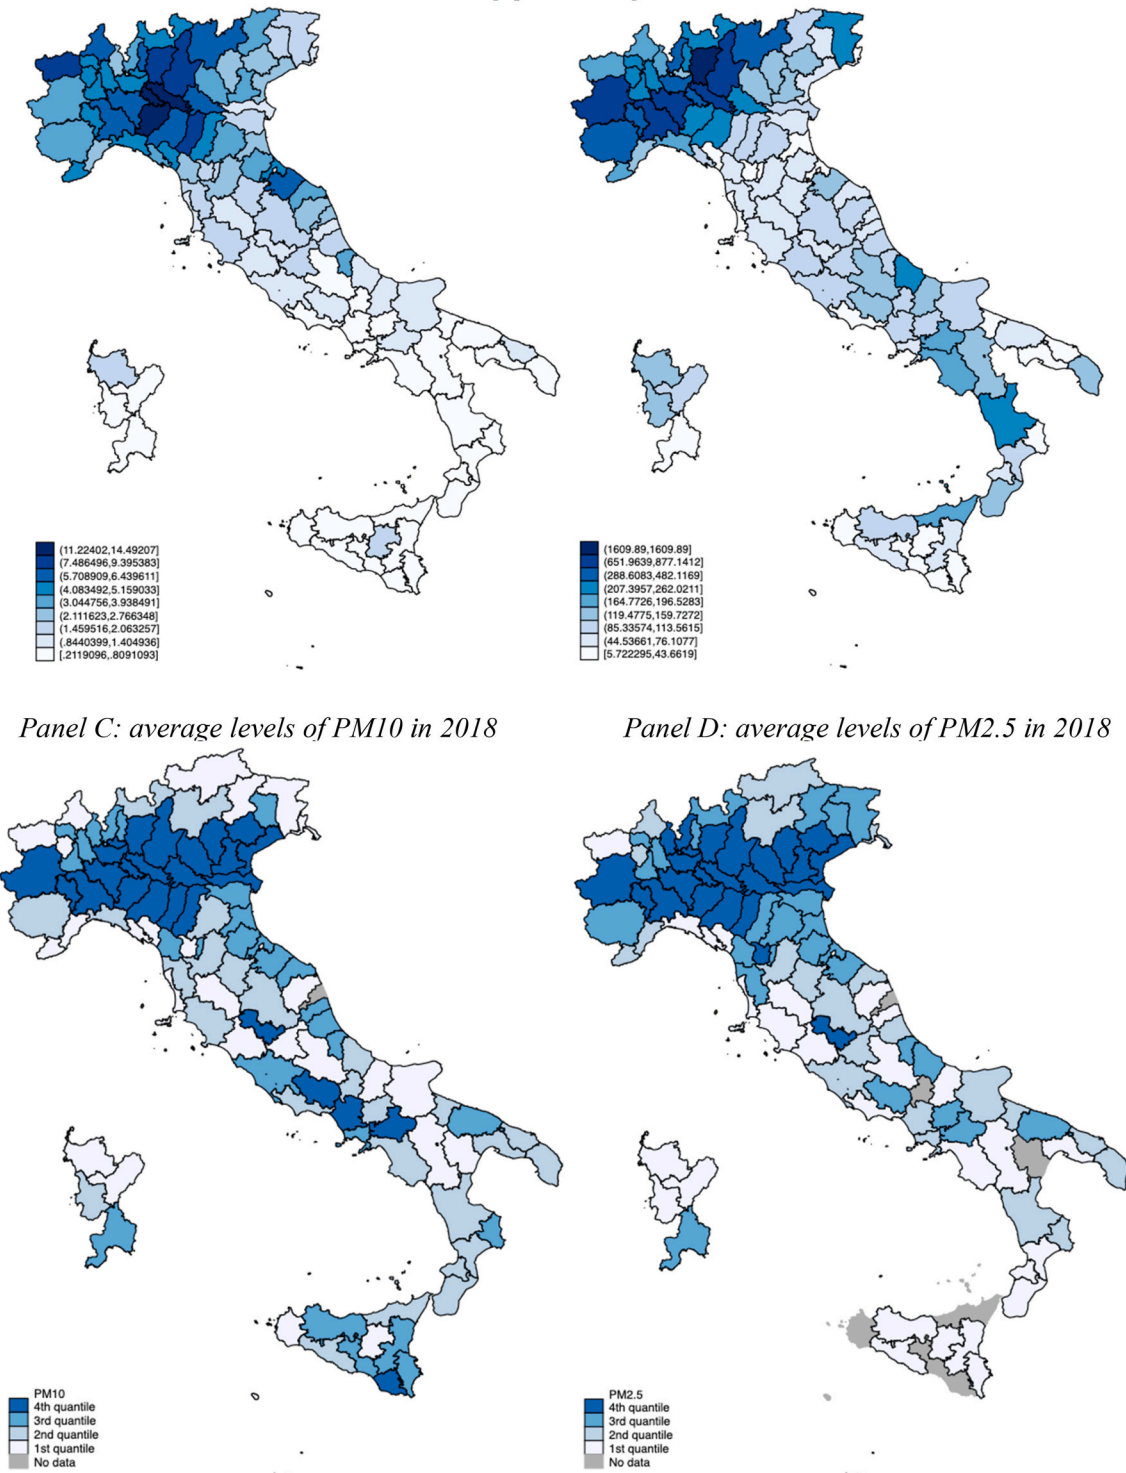 (11.22402,14.49207]
(7.486496,9.395383]
(5.708909,6.439611]
(4.083492,5.159033]
(3.044756,3.938491]
(2.111623,2.766348]
(1.459516,2.063257]
(.8440399,1.404936]
[.2119096,.8091093]
(1609.89,1609.89]
(651.9639,877.1412]
(288.6083,482.1169]
(207.3957,262.0211]
(164.7726,196.5283]
(119.4775,159.7272]
(85.33574,113.5615]
(44.53661,76.1077]
[5.722295,43.6619]
Panel C: average levels of PM10 in 2018
Panel D: average levels of PM2.5 in 2018
PM10
4th quantile
3rd quantile
2nd quantile
1st quantile
No data
PM2.5
4th quantile
3rd quantile
2nd quantile
1st quantile
No data